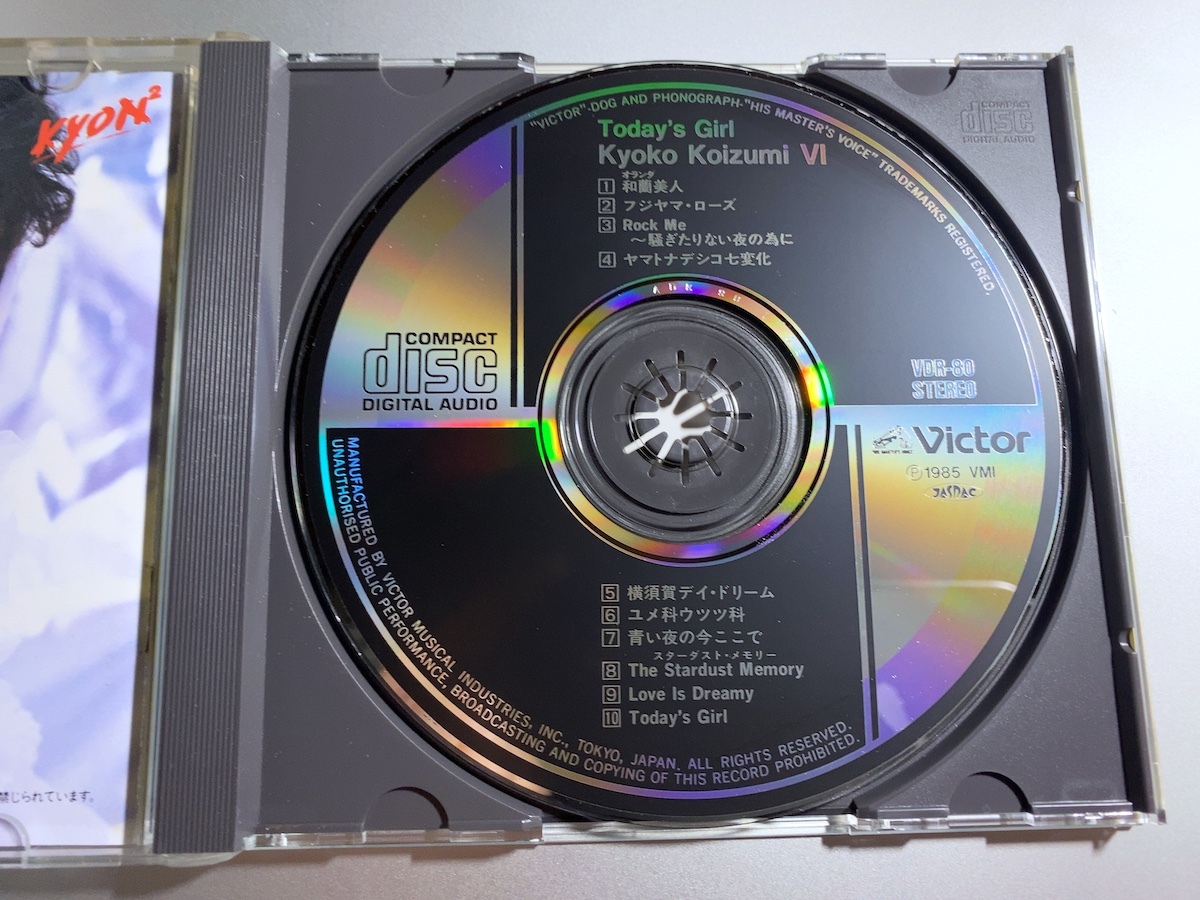 KYON²
"VICTOR"-DOG AND PHONOGRAPH-"HIS MASTER'S VOICE" TRADEMARKS REGISTERED.
Today's Girl
Kyoko Koizumi VI
オランダ
1 和蘭美人
2 フジヤマ・ローズ
3 Rock Me
～騒ぎたりない夜の為に
4 ヤマトナデシコ七変化
COMPACT
disc
DIGITAL AUDIO
COMPACT
disc
DIGITAL AUDIO
VDR-80
STEREO
Victor
Ⓟ1985 VMI
JASRAC
5 横須賀デイ・ドリーム
6 ユメ科ウツツ科
7 青い夜の今ここで
スターダスト・メモリー
8 The Stardust Memory
9 Love Is Dreamy
10 Today's Girl
MANUFACTURED BY VICTOR MUSICAL INDUSTRIES, INC., TOKYO, JAPAN. ALL RIGHTS RESERVED.
UNAUTHORISED PUBLIC PERFORMANCE, BROADCASTING AND COPYING OF THIS RECORD PROHIBITED.
禁じられています。